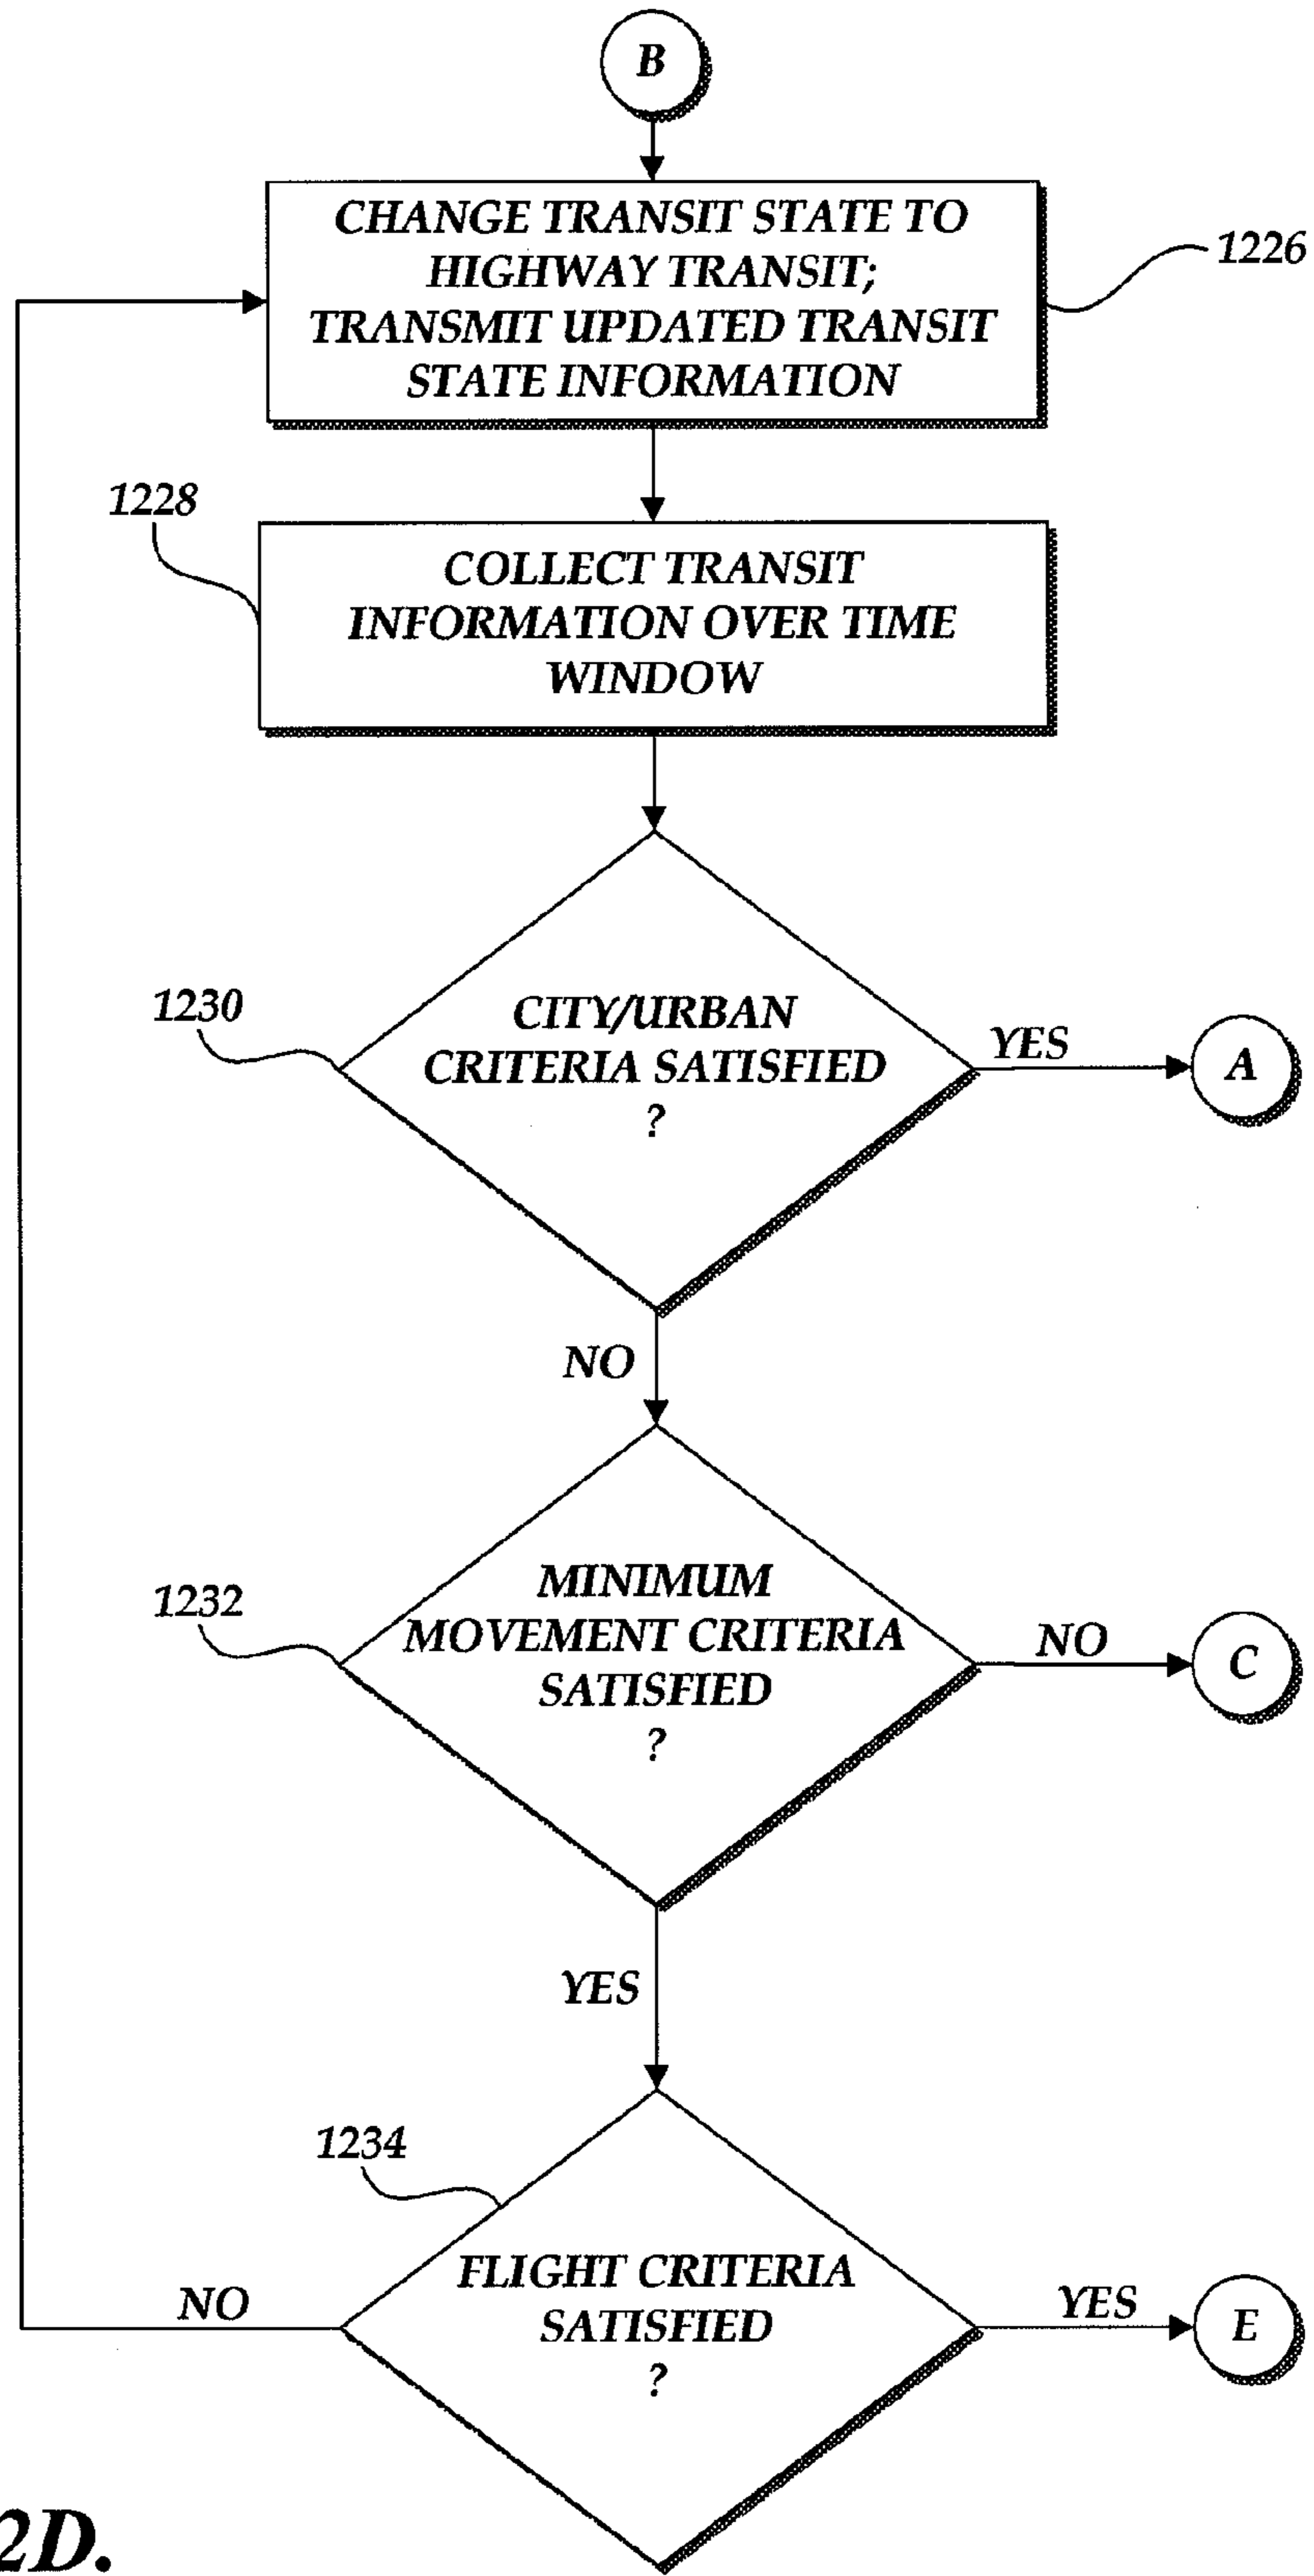 B
CHANGE TRANSIT STATE TO
HIGHWAY TRANSIT;
TRANSMIT UPDATED TRANSIT
STATE INFORMATION
1226
1228
COLLECT TRANSIT
INFORMATION OVER TIME
WINDOW
1230
CITY/URBAN
CRITERIA SATISFIED
?
YES
A
NO
1232
MINIMUM
MOVEMENT CRITERIA
SATISFIED
?
NO
C
YES
1234
FLIGHT CRITERIA
SATISFIED
?
NO
YES
E
2D.